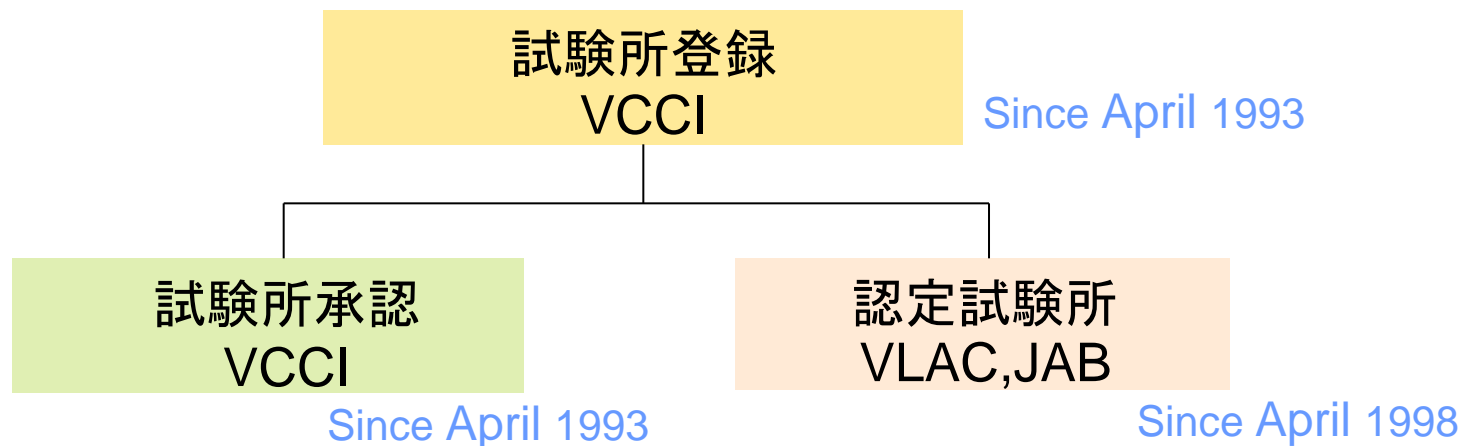 試験所登録
VCCI
Since April 1993
試験所承認
VCCI
Since April 1993
認定試験所
VLAC,JAB
Since April 1998